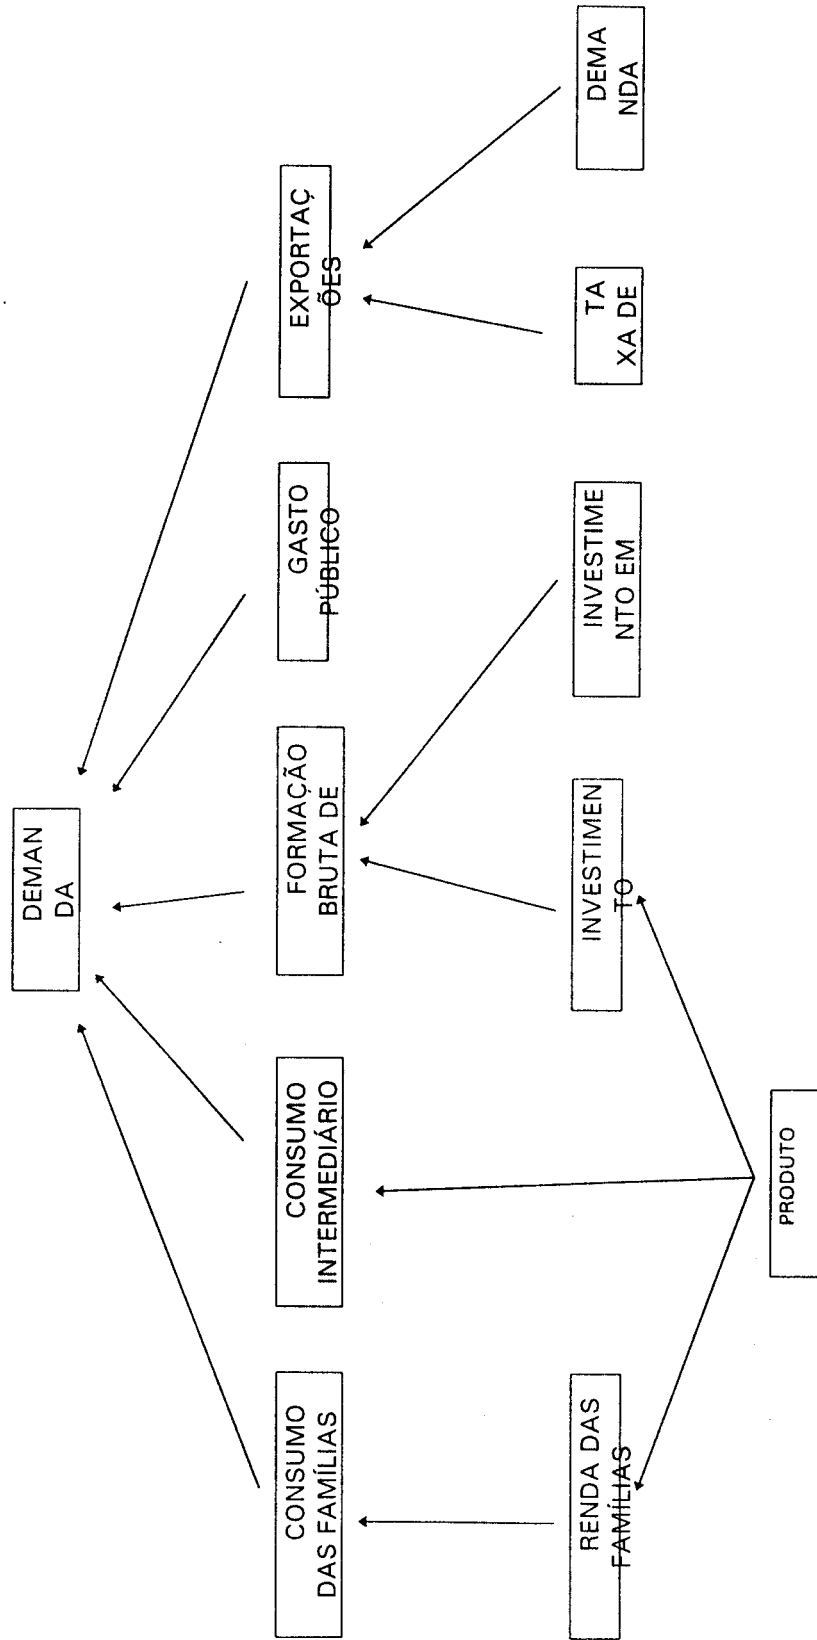 DEMAN
DA
CONSUMO
DAS FAMÍLIAS
CONSUMO
INTERMEDIÁRIO
FORMAÇÃO
BRUTA DE
GASTO
PÚBLICO
EXPORTAÇ
ÕES
RENDA DAS
FAMÍLIAS
INVESTIMEN
TO
INVESTIME
NTO EM
TA
XA DE
DEMA
NDA
PRODUTO